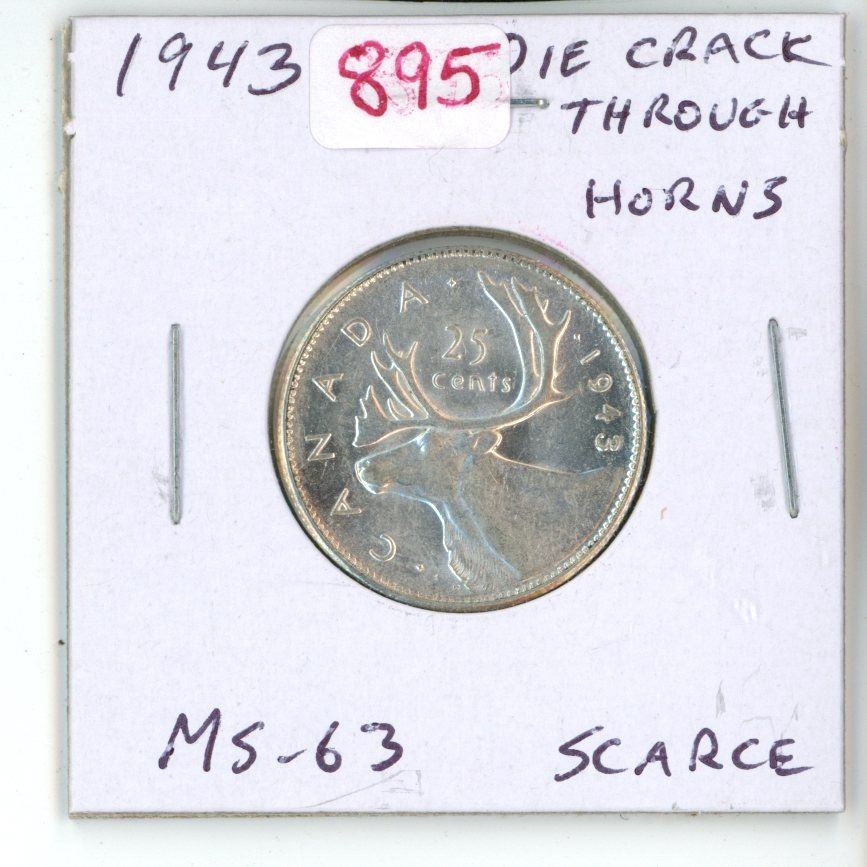 1943 895 DIE CRACK
THROUGH
HORNS
CANADA
25
cents
1943
MS-63 SCARCE